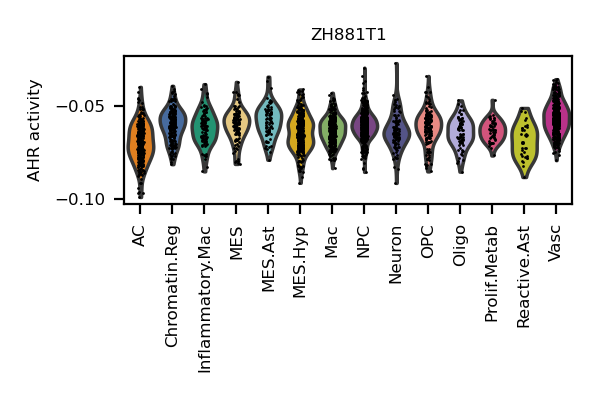 ZH881T1
AHR activity
−0.05
−0.10
AC
Chromatin.Reg
Inflammatory.Mac
MES
MES.Ast
MES.Hyp
Mac
NPC
Neuron
OPC
Oligo
Prolif.Metab
Reactive.Ast
Vasc